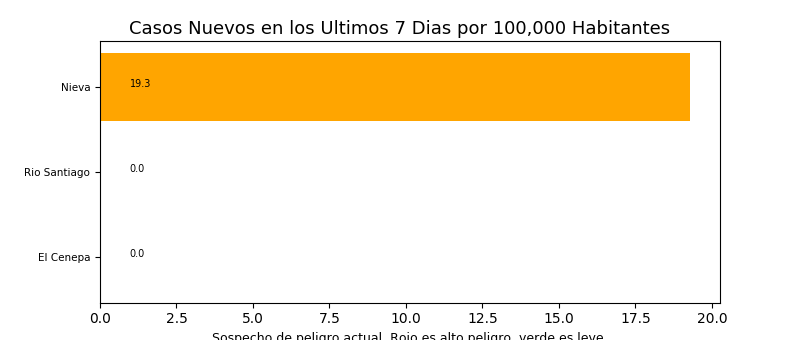 Casos Nuevos en los Ultimos 7 Dias por 100,000 Habitantes
Nieva
19.3
Rio Santiago
0.0
El Cenepa
0.0
0.0 2.5 5.0 7.5 10.0 12.5 15.0 17.5 20.0
Sospecho de peligro actual. Rojo es alto peligro, verde es leve